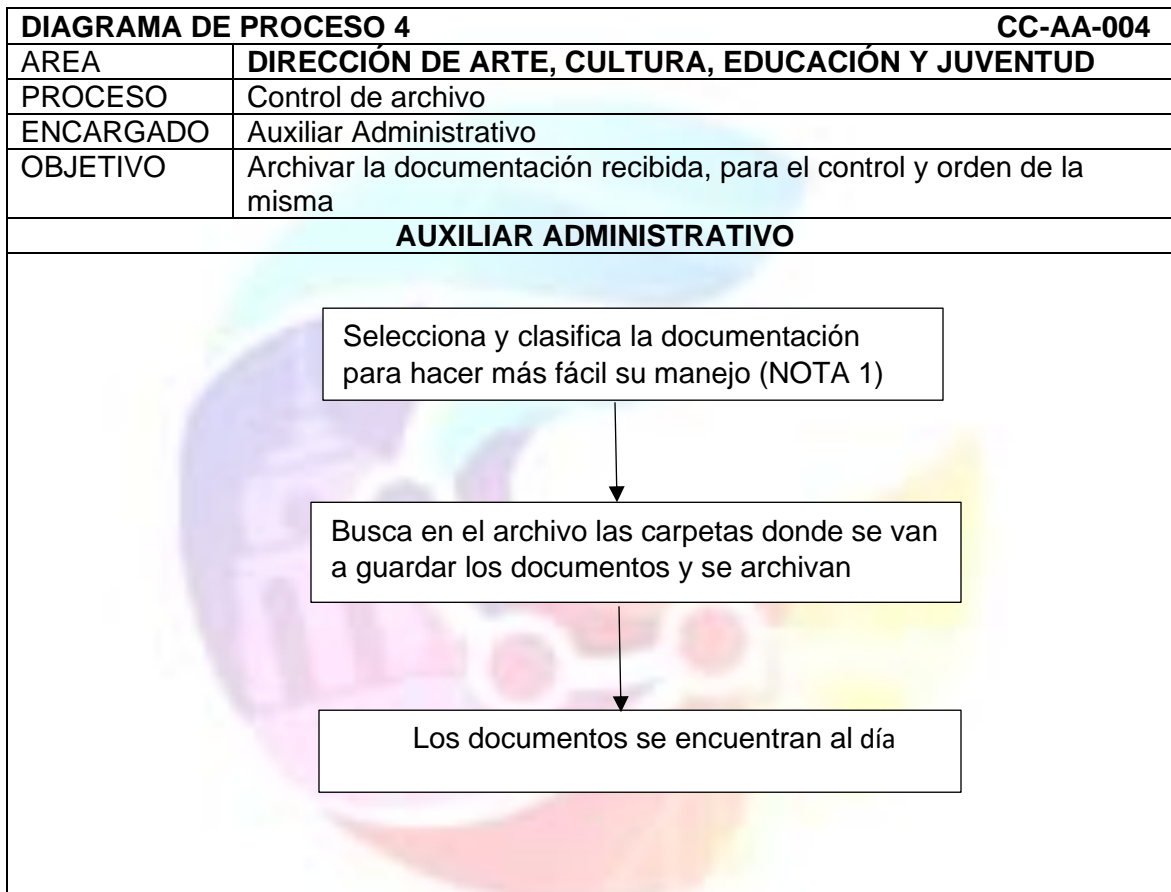 DIAGRAMA DE PROCESO 4 CC-AA-004
AREA DIRECCIÓN DE ARTE, CULTURA, EDUCACIÓN Y JUVENTUD
PROCESO Control de archivo
ENCARGADO Auxiliar Administrativo
OBJETIVO Archivar la documentación recibida, para el control y orden de la
misma
AUXILIAR ADMINISTRATIVO
Selecciona y clasifica la documentación
para hacer más fácil su manejo (NOTA 1)
Busca en el archivo las carpetas donde se van
a guardar los documentos y se archivan
Los documentos se encuentran al día